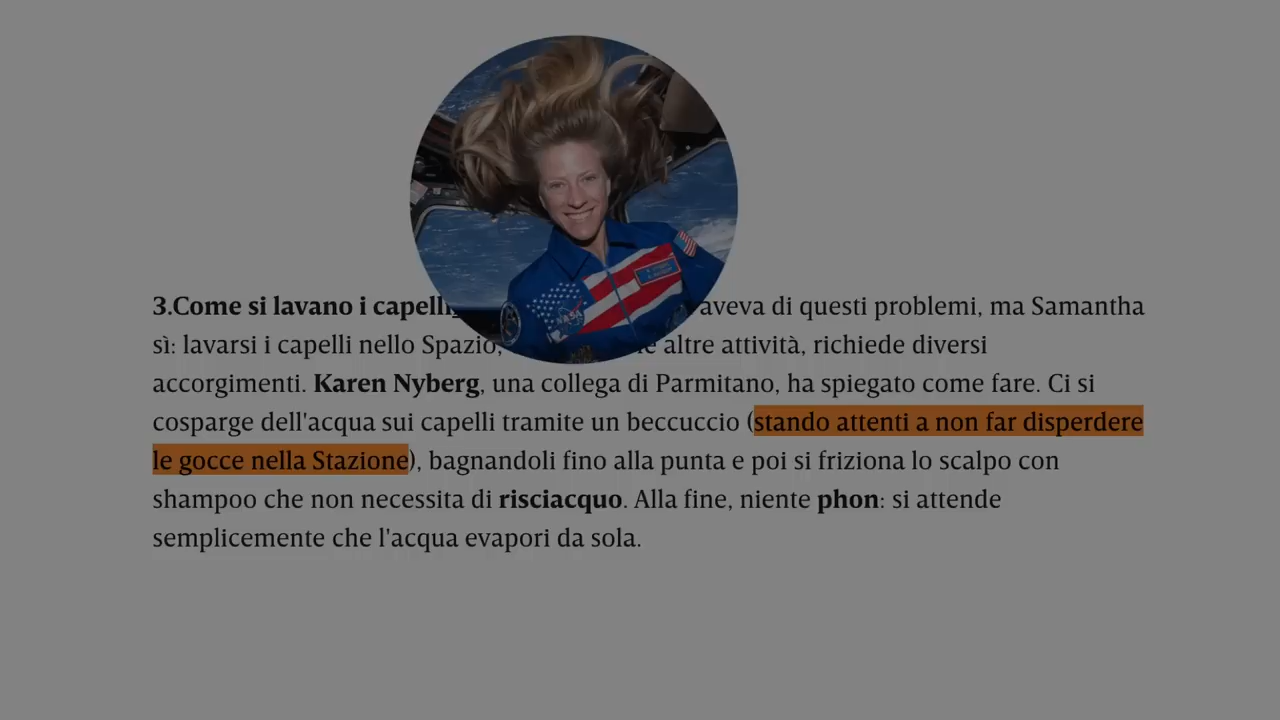 3.Come si lavano i capelli aveva di questi problemi, ma Samantha
sì: lavarsi i capelli nello Spazio, altre attività, richiede diversi
accorgimenti. Karen Nyberg, una collega di Parmitano, ha spiegato come fare. Ci si
cosparge dell'acqua sui capelli tramite un beccuccio (stando attenti a non far disperdere
le gocce nella Stazione), bagnandoli fino alla punta e poi si friziona lo scalpo con
shampoo che non necessita di risciacquo. Alla fine, niente phon: si attende
semplicemente che l'acqua evapori da sola.
NASA